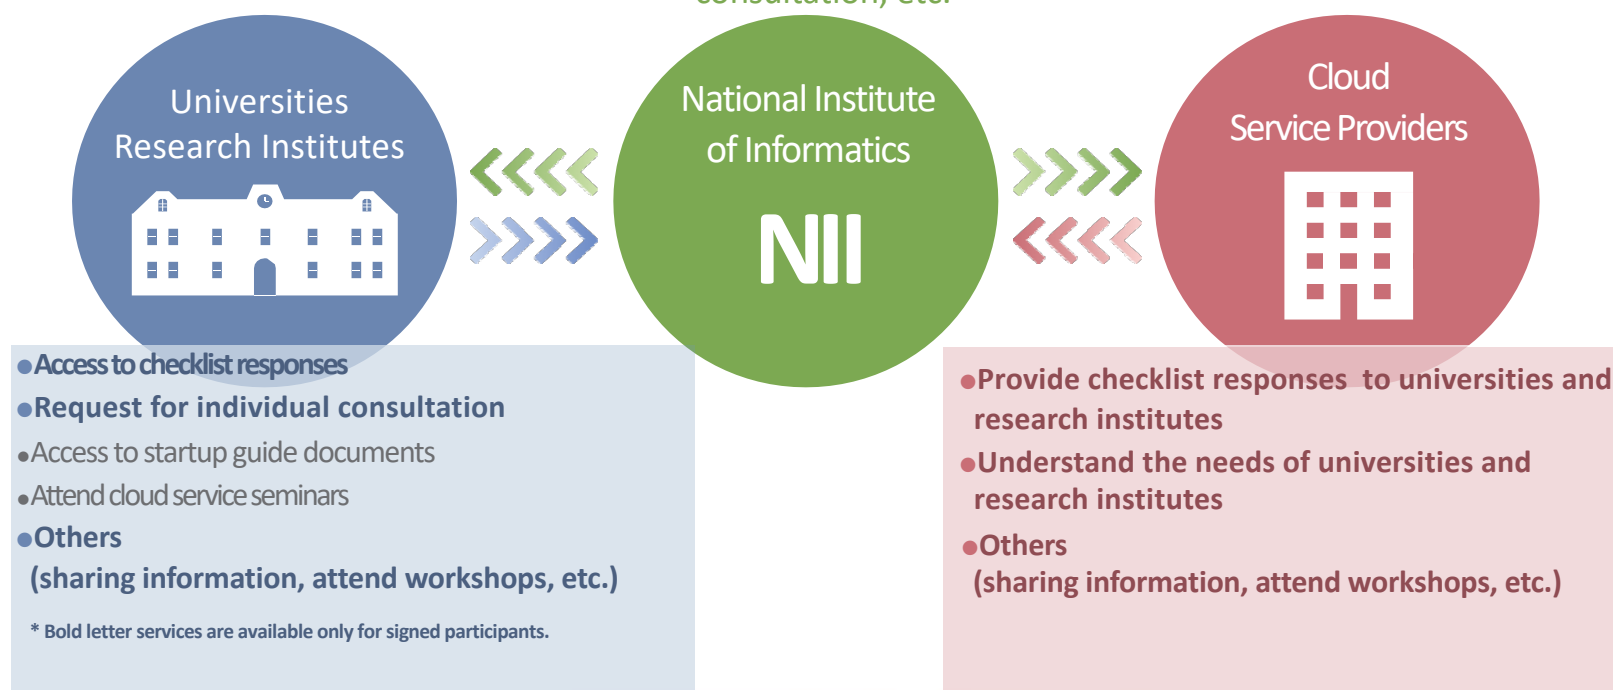 consultation, etc.
Universities
Research Institutes
National Institute
of Informatics
NII
Cloud
Service Providers
●Access to checklist responses
●Request for individual consultation
●Access to startup guide documents
●Attend cloud service seminars
●Others
(sharing information, attend workshops, etc.)
* Bold letter services are available only for signed participants.
●Provide checklist responses to universities and
research institutes
●Understand the needs of universities and
research institutes
●Others
(sharing information, attend workshops, etc.)